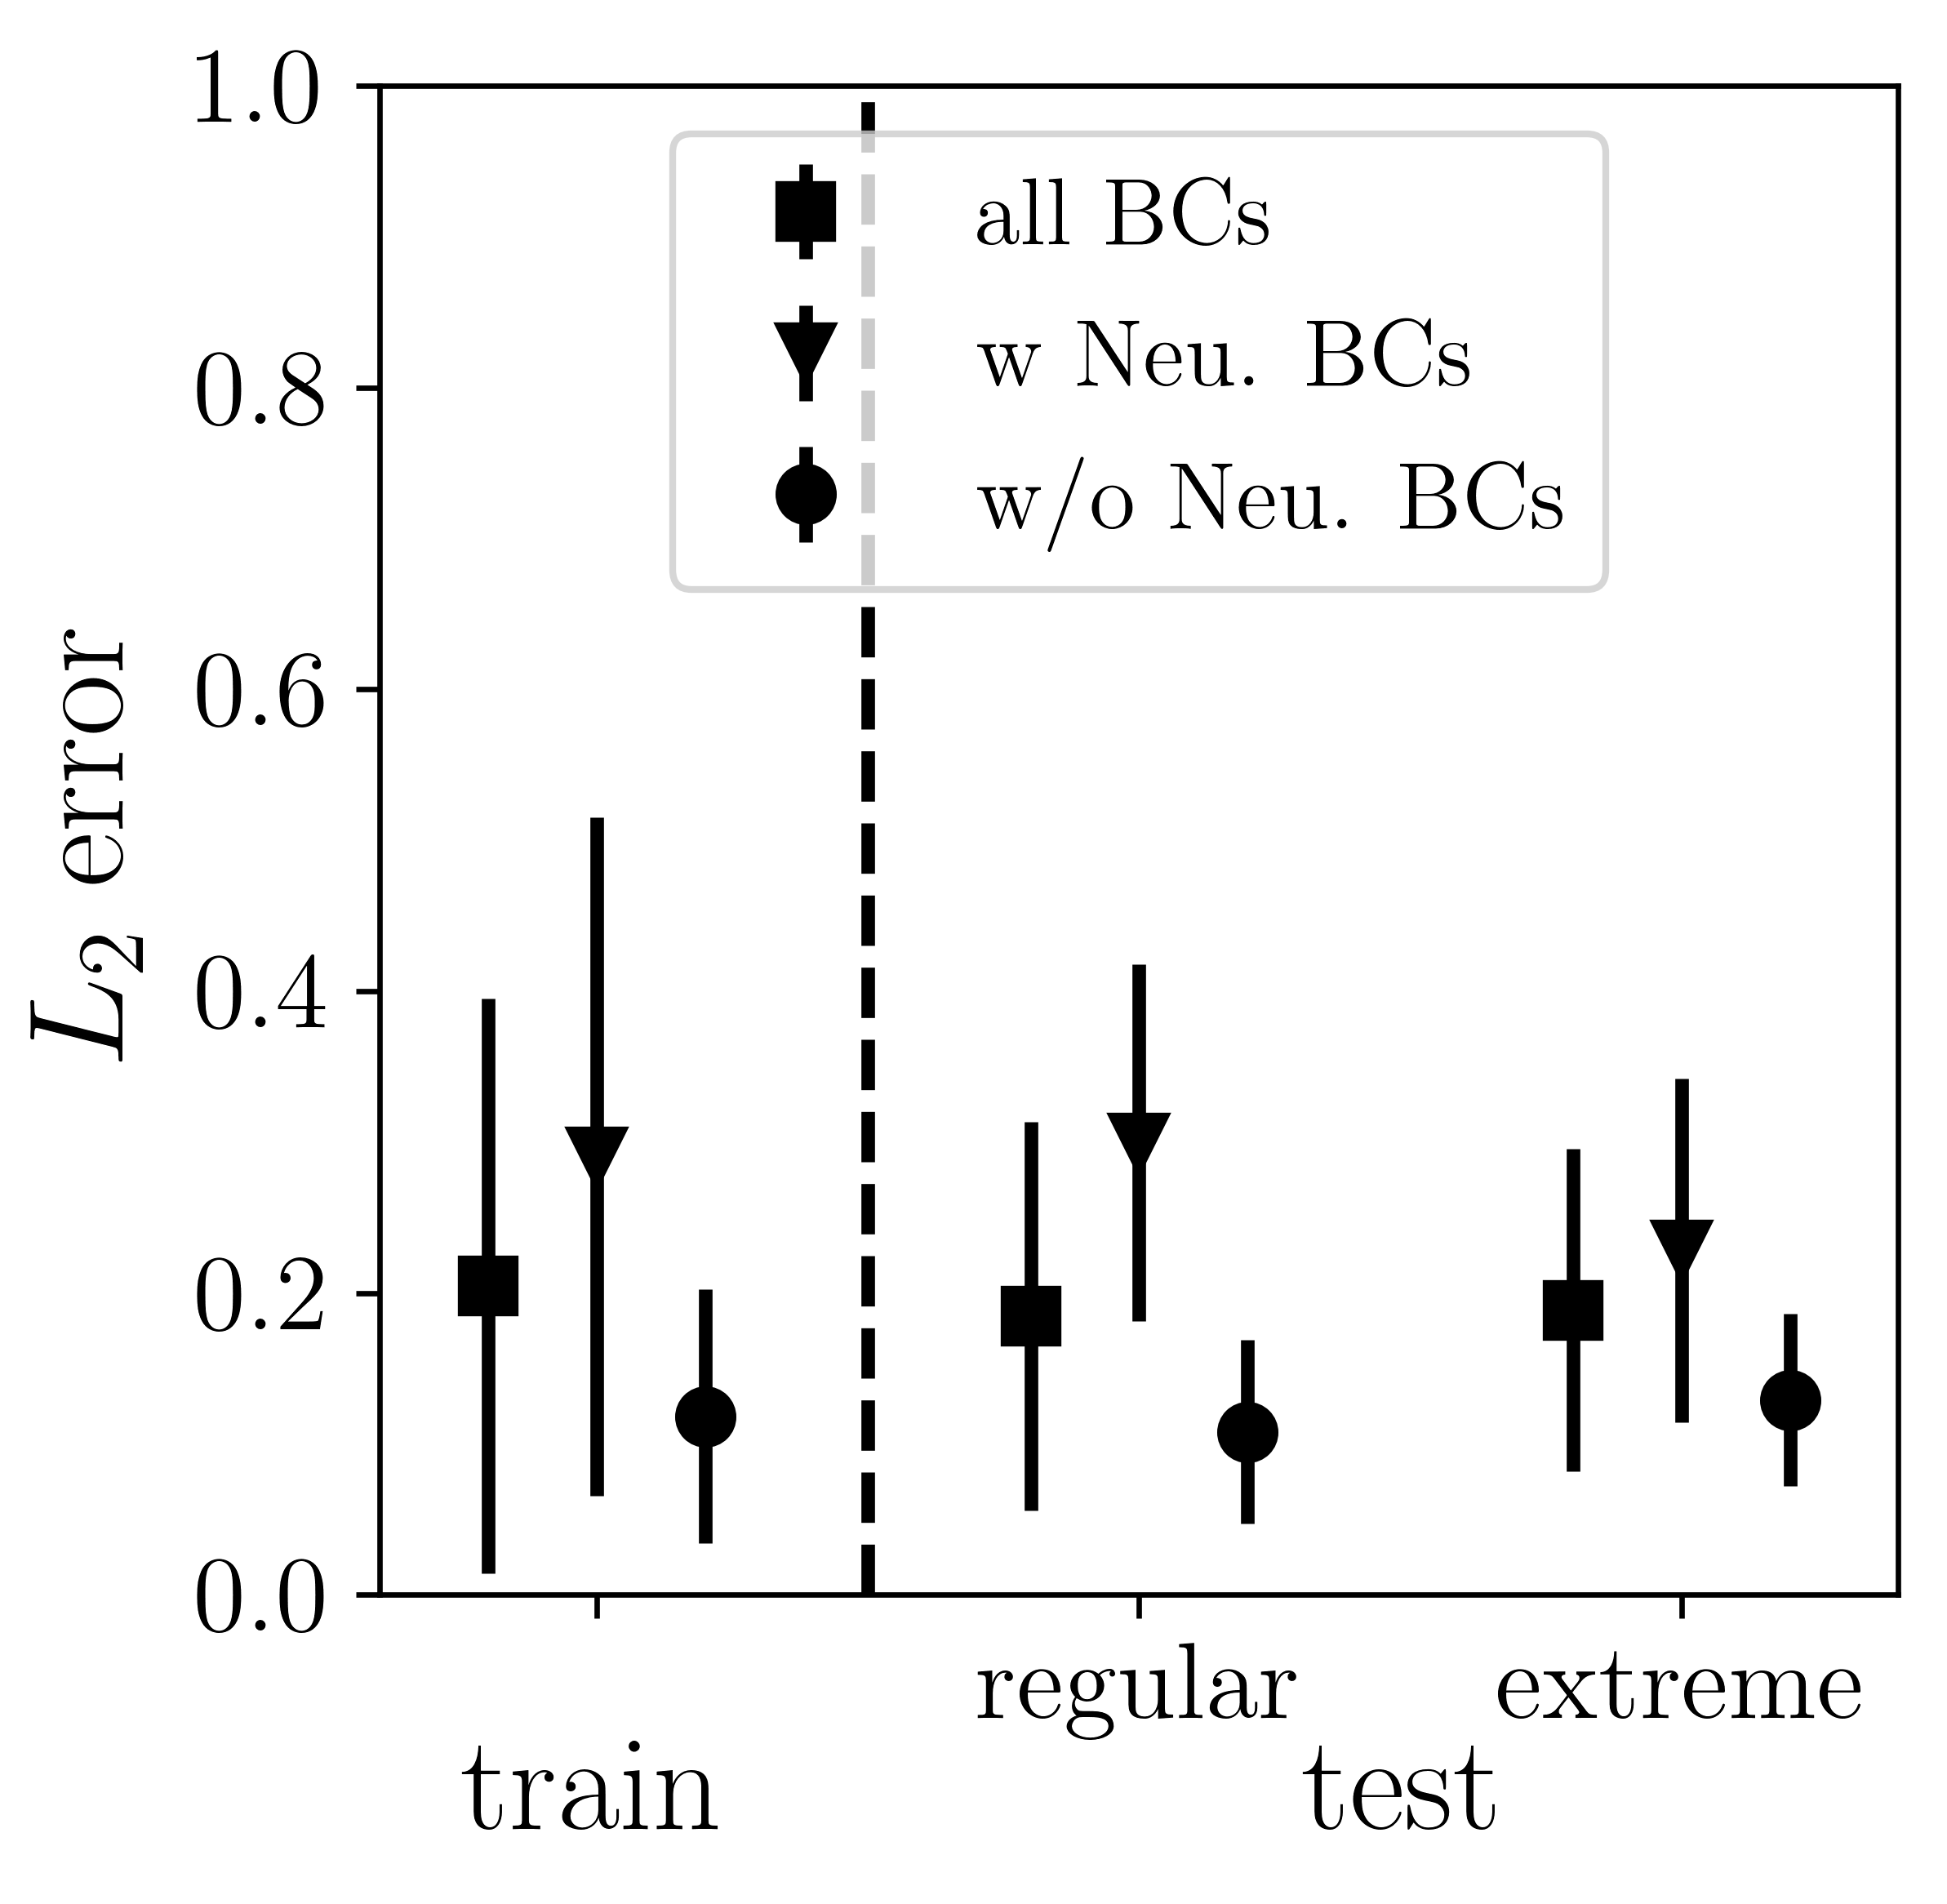 1.0
0.8
0.6
0.4
0.2
0.0
L₂ error
all BCs
w Neu. BCs
w/o Neu. BCs
regular extreme
train test